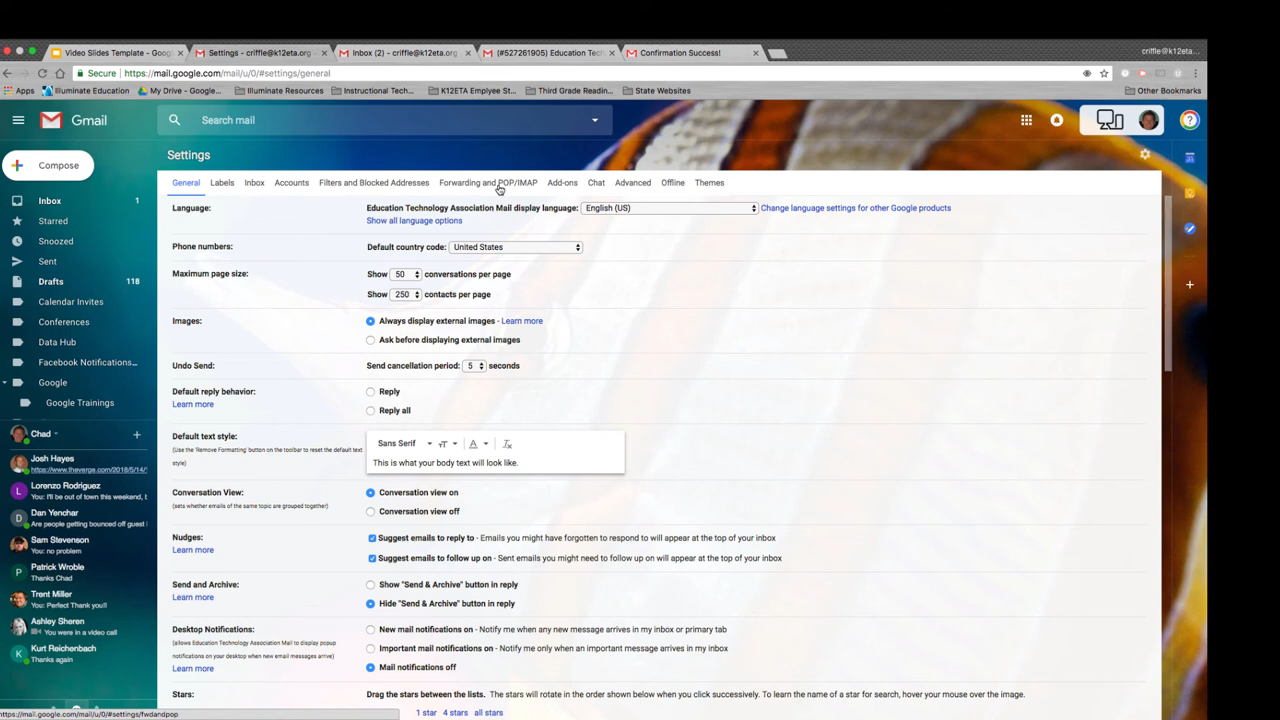 Video Slides Template - Goog
Settings - criffle@k12eta.org
Inbox (2) - criffle@k12eta.org
(#527261905) Education Tech
Confirmation Success!
criffle@k12eta...
Secure
https://mail.google.com/mail/u/0/#settings/general
Apps
Illuminate Education
My Drive - Google...
Illuminate Resources
Instructional Tech...
K12ETA Emplyee St...
Third Grade Readin...
State Websites
Other Bookmarks
Gmail
Search mail
Compose
Settings
General Labels Inbox Accounts Filters and Blocked Addresses Forwarding and POP/IMAP Add-ons Chat Advanced Offline Themes
Inbox 1
Starred
Snoozed
Sent
Drafts 118
Calendar Invites
Conferences
Data Hub
Facebook Notifications...
Google
Google Trainings
Chad
Josh Hayes
https://www.theverge.com/2018/5/14/
Lorenzo Rodriguez
You: I'll be out of town this weekend, b
Dan Yenchar
Are people getting bounced off guest
Sam Stevenson
You: no problem
Patrick Wroble
Thanks Chad
Trent Miller
You: Perfect Thank you!!
Ashley Sheren
You were in a video call
Kurt Reichenbach
Thanks again
Language:
Education Technology Association Mail display language: English (US) Change language settings for other Google products
Show all language options
Phone numbers:
Default country code: United States
Maximum page size:
Show 50 conversations per page
Show 250 contacts per page
Images:
Always display external images - Learn more
Ask before displaying external images
Undo Send:
Send cancellation period: 5 seconds
Default reply behavior:
Learn more
Reply
Reply all
Default text style:
(Use the 'Remove Formatting' button on the toolbar to reset the default text
style)
Sans Serif
This is what your body text will look like.
Conversation View:
(sets whether emails of the same topic are grouped together)
Conversation view on
Conversation view off
Nudges:
Learn more
Suggest emails to reply to - Emails you might have forgotten to respond to will appear at the top of your inbox
Suggest emails to follow up on - Sent emails you might need to follow up on will appear at the top of your inbox
Send and Archive:
Learn more
Show "Send & Archive" button in reply
Hide "Send & Archive" button in reply
Desktop Notifications:
(allows Education Technology Association Mail to display popup
notifications on your desktop when new email messages arrive)
Learn more
New mail notifications on - Notify me when any new message arrives in my inbox or primary tab
Important mail notifications on - Notify me only when an important message arrives in my inbox
Mail notifications off
Stars:
Drag the stars between the lists. The stars will rotate in the order shown below when you click successively. To learn the name of a star for search, hover your mouse over the image.
1 star 4 stars all stars
https://mail.google.com/mail/u/0/#settings/fwdandpop